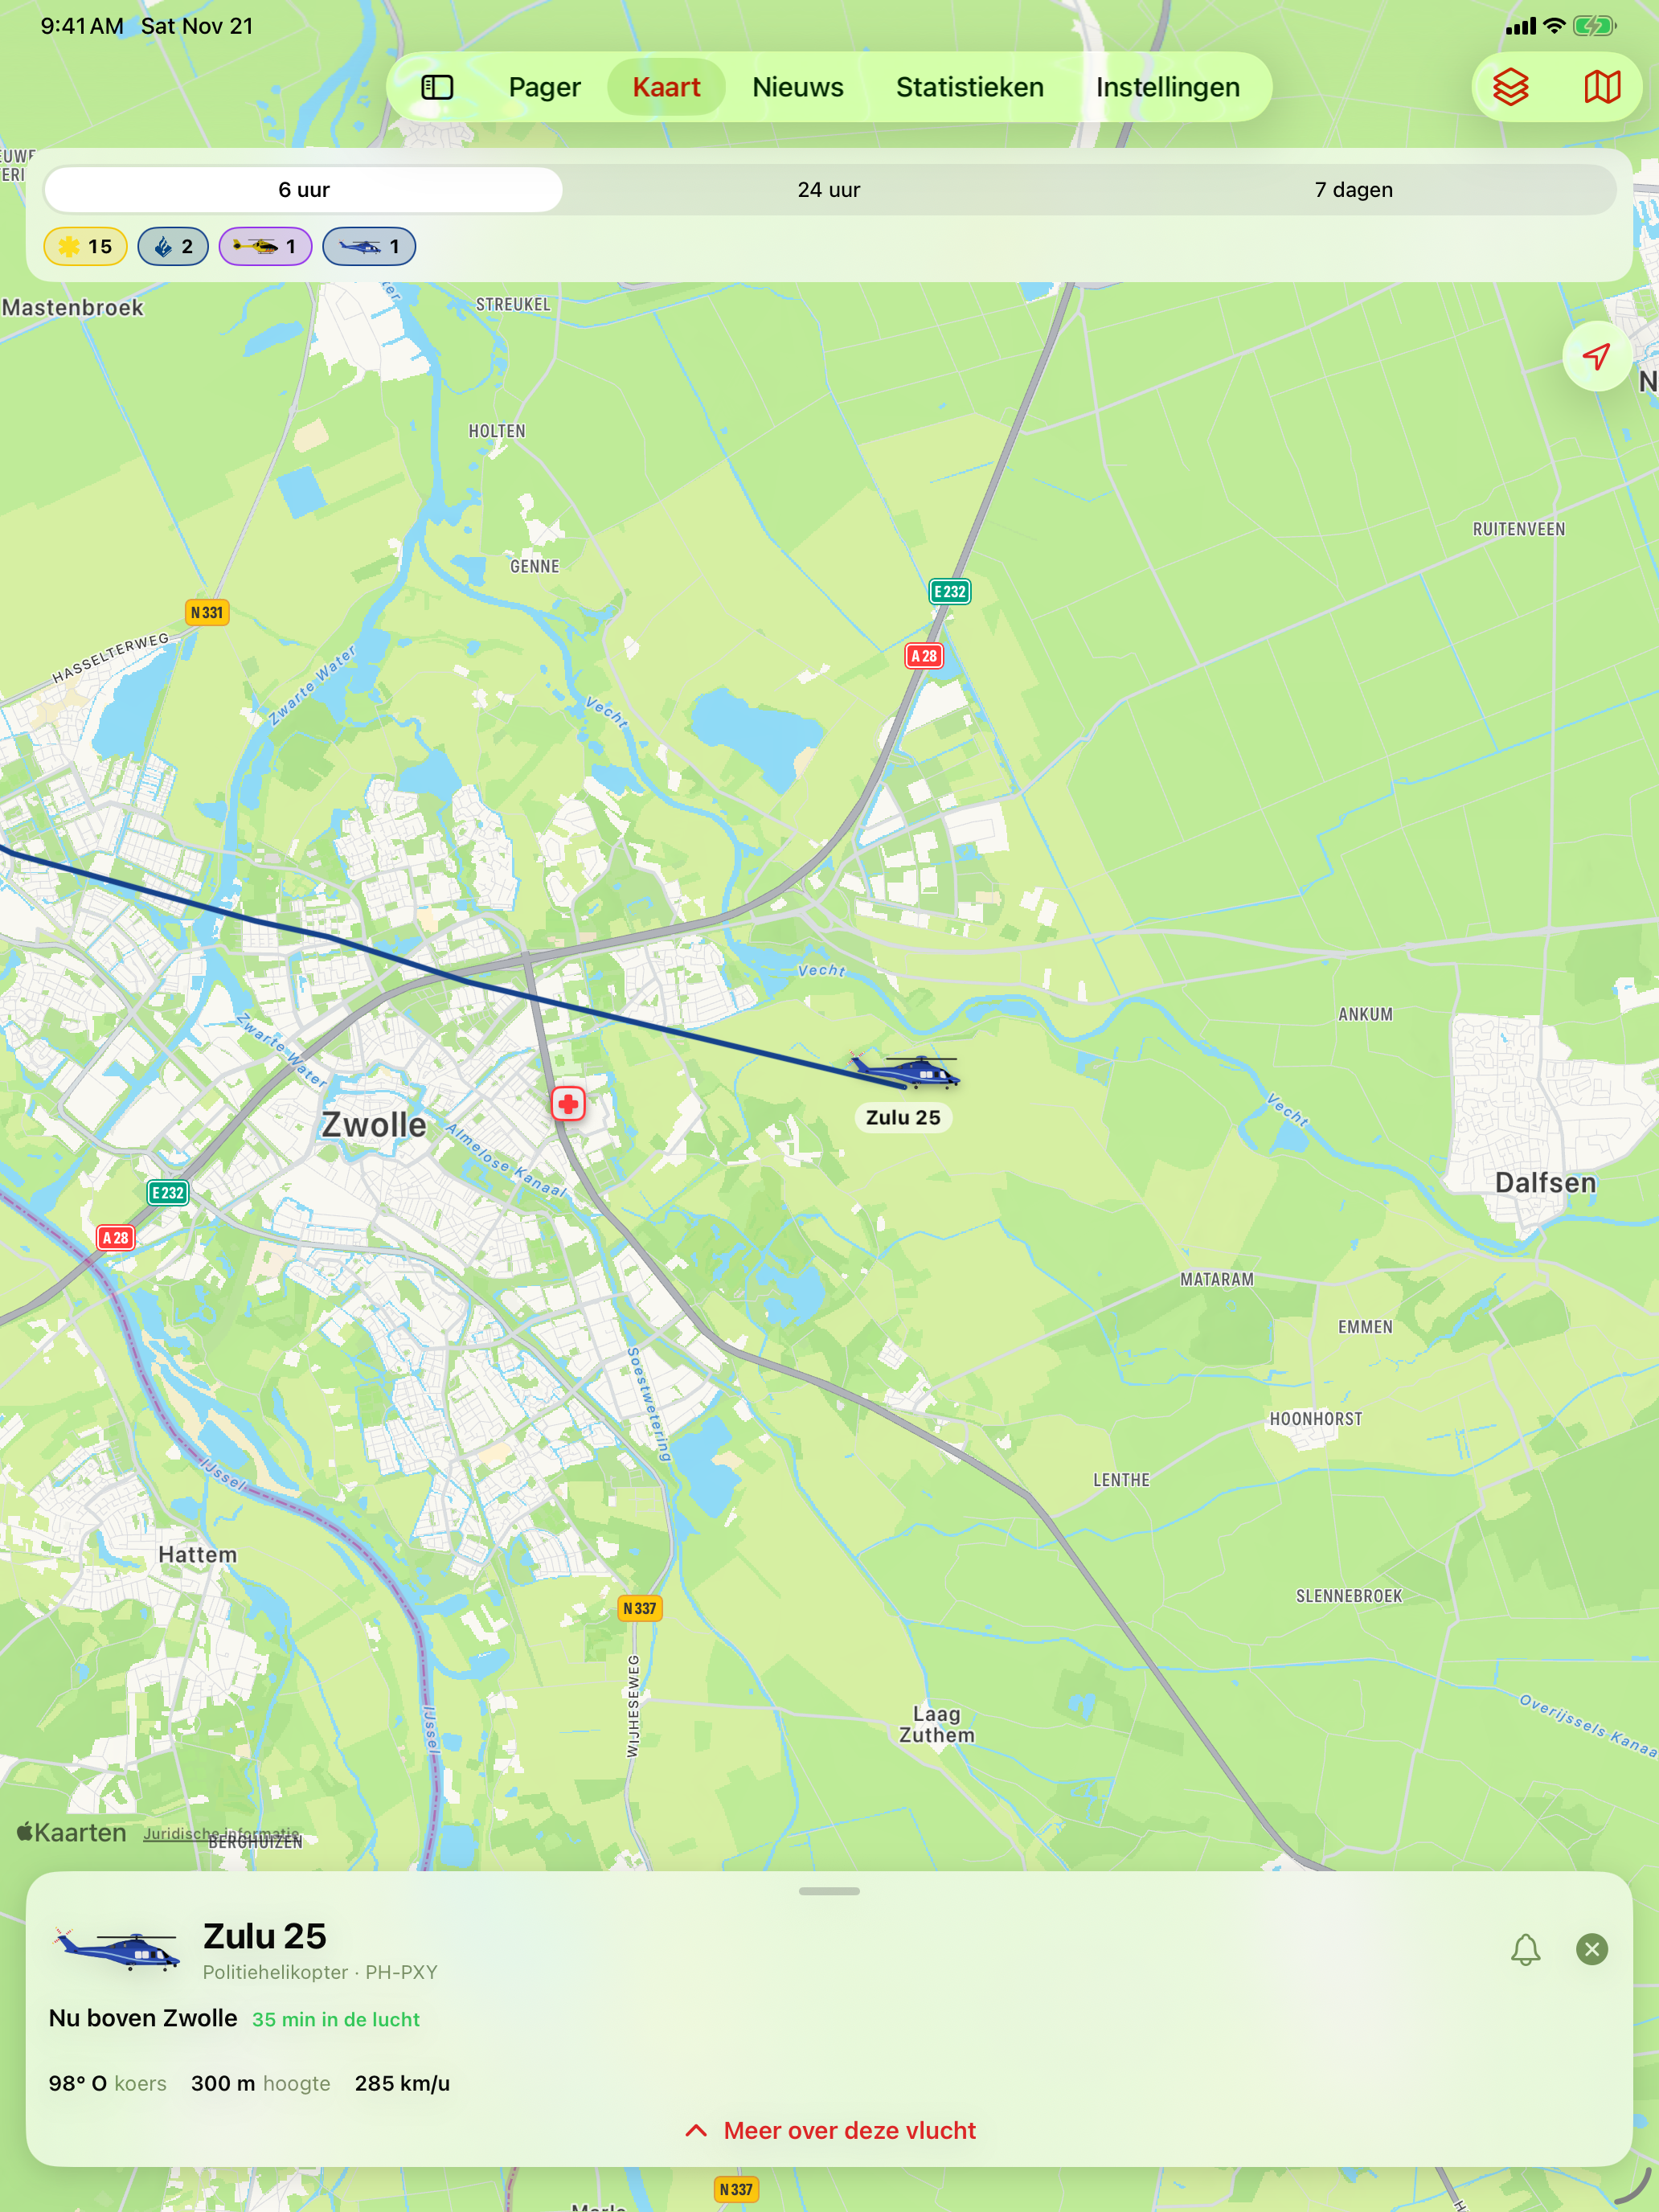 9:41 AM Sat Nov 21
Pager Kaart Nieuws Statistieken Instellingen
6 uur 24 uur 7 dagen
15 2 1 1
Mastenbroek
STREUKEL
N
HOLTEN
RUITENVEEN
GENNE
E 232
N 331
HASSELTERWEG
A 28
Zwarte Water
Vecht
Vecht
ANKUM
Zwarte Water
Zulu 25
Vecht
Zwolle
Almelose Kanaal
Dalfsen
E 232
A 28
MATARAM
EMMEN
Soestwetering
HOONHORST
LENTHE
IJssel
Hattem
SLENNEBROEK
N 337
WIJHESEWEG
IJssel
Laag
Zuthem
Overijssels Kanaa
Kaarten Juridische informatie
BERGHUIZEN
Zulu 25
Politiehelikopter · PH-PXY
Nu boven Zwolle 35 min in de lucht
98° O koers 300 m hoogte 285 km/u
Meer over deze vlucht
N 337